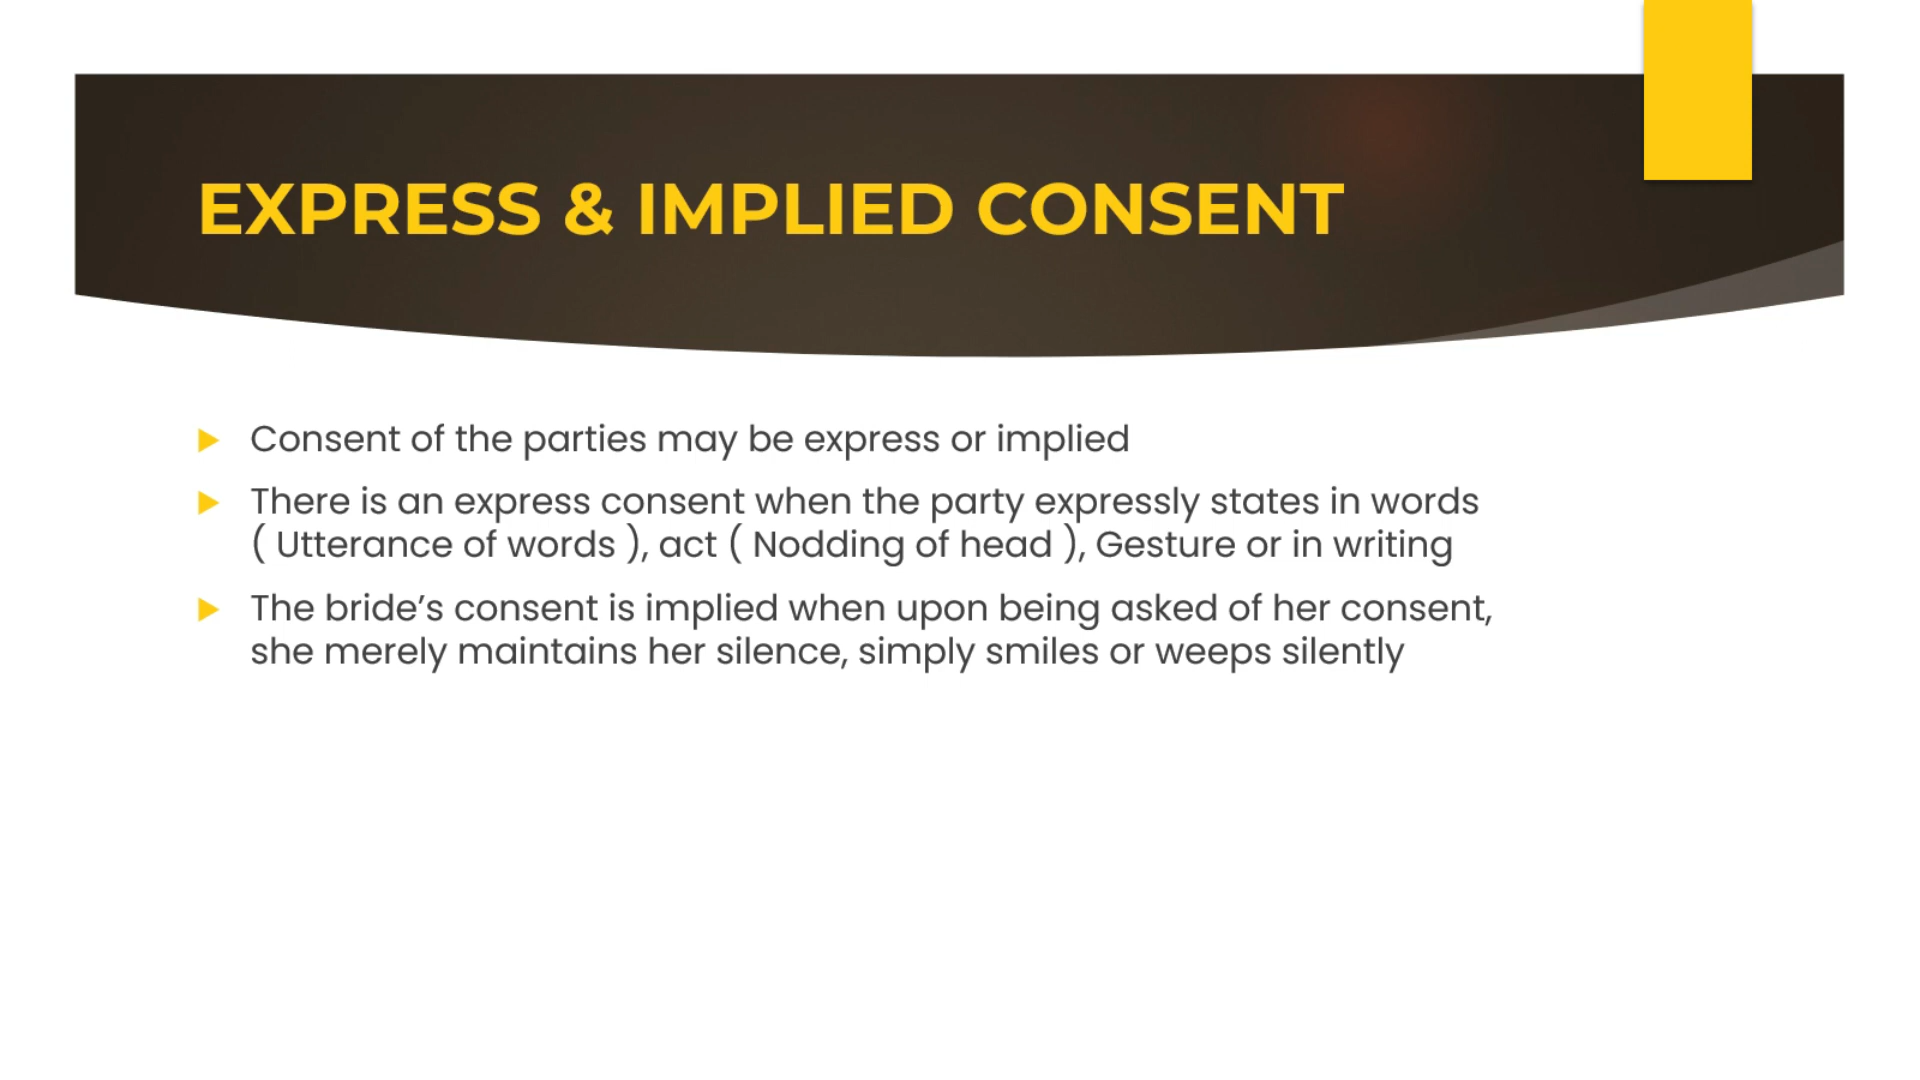 EXPRESS & IMPLIED CONSENT
Consent of the parties may be express or implied
There is an express consent when the party expressly states in words
( Utterance of words ), act ( Nodding of head ), Gesture or in writing
The bride’s consent is implied when upon being asked of her consent,
she merely maintains her silence, simply smiles or weeps silently